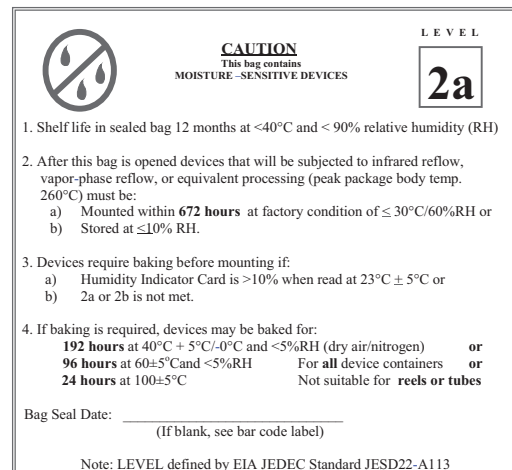 LEVEL
CAUTION
This bag contains
MOISTURE –SENSITIVE DEVICES
2a
1. Shelf life in sealed bag 12 months at <40°C and < 90% relative humidity (RH)
2. After this bag is opened devices that will be subjected to infrared reflow,
vapor-phase reflow, or equivalent processing (peak package body temp.
260°C) must be:
a) Mounted within 672 hours at factory condition of ≤ 30°C/60%RH or
b) Stored at ≤10% RH.
3. Devices require baking before mounting if:
a) Humidity Indicator Card is >10% when read at 23°C ± 5°C or
b) 2a or 2b is not met.
4. If baking is required, devices may be baked for:
192 hours at 40°C + 5°C/-0°C and <5%RH (dry air/nitrogen) or
96 hours at 60±5°Cand <5%RH For all device containers or
24 hours at 100±5°C Not suitable for reels or tubes
Bag Seal Date: ______________________________
(If blank, see bar code label)
Note: LEVEL defined by EIA JEDEC Standard JESD22-A113